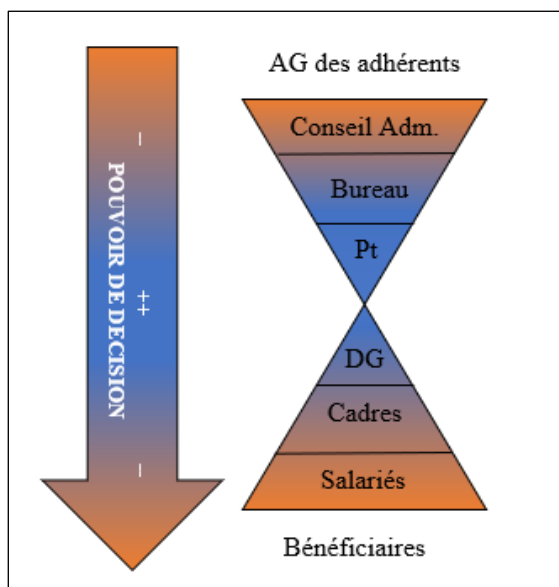 AG des adhérents
Conseil Adm.
Bureau
Pt
DG
Cadres
Salariés
Bénéficiaires
POUVOIR DE DECISION
–
++
–